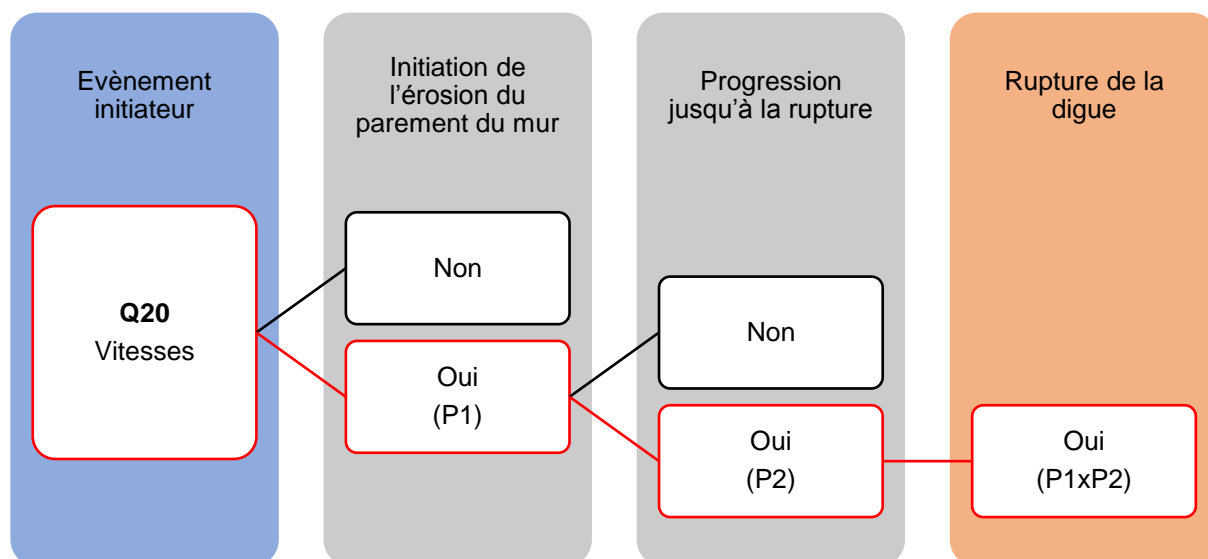 Evènement
initiateur
Initiation de
l'érosion du
parement du mur
Progression
jusqu'à la rupture
Rupture de la
digue
Q20
Vitesses
Non
Oui
(P1)
Non
Oui
(P2)
Oui
(P1xP2)